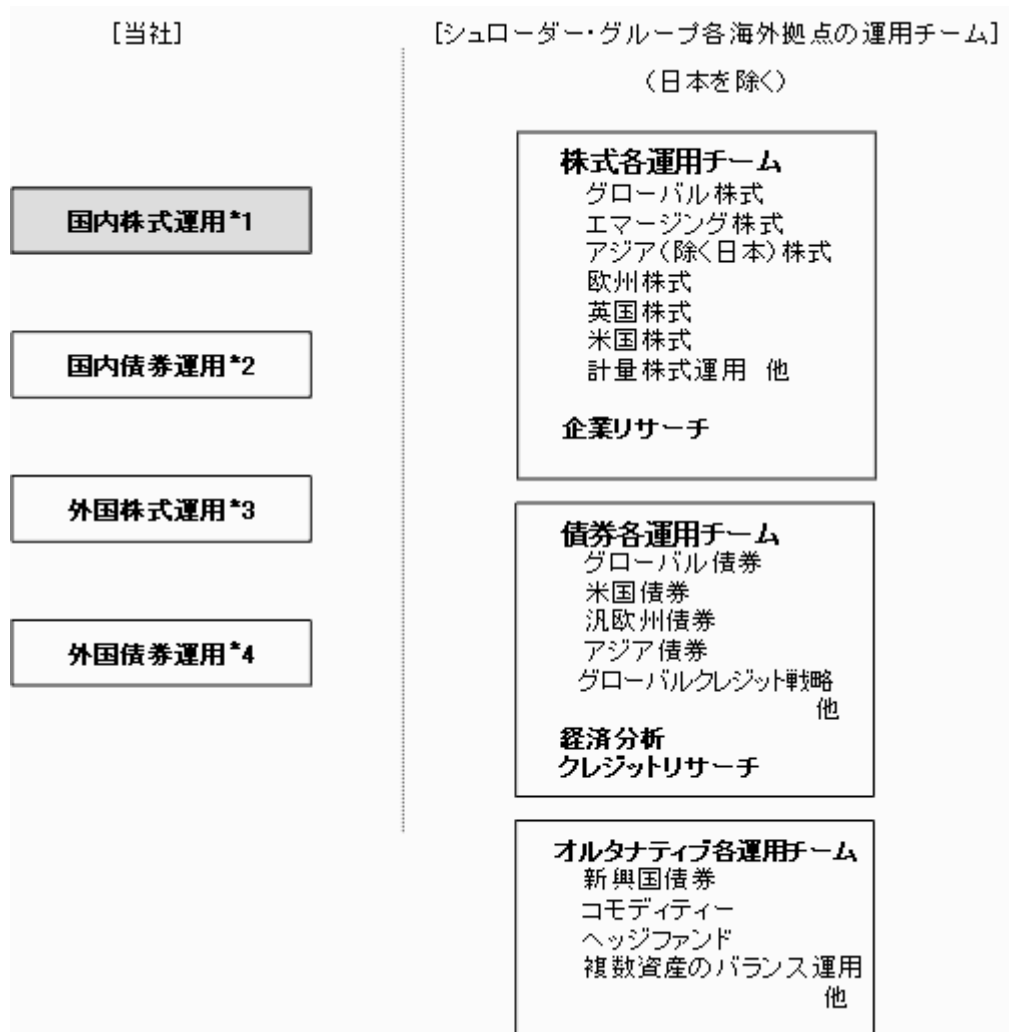 [当社]
[シュローダー・グループ各海外拠点の運用チーム]
(日本を除く)
国内株式運用*1
国内債券運用*2
外国株式運用*3
外国債券運用*4
株式各運用チーム
グローバル株式
エマージング株式
アジア(除く日本)株式
欧州株式
英国株式
米国株式
計量株式運用 他
企業リサーチ
債券各運用チーム
グローバル債券
米国債券
汎欧州債券
アジア債券
グローバルクレジット戦略
他
経済分析
クレジットリサーチ
オルタナティブ各運用チーム
新興国債券
コモディティー
ヘッジファンド
複数資産のバランス運用
他